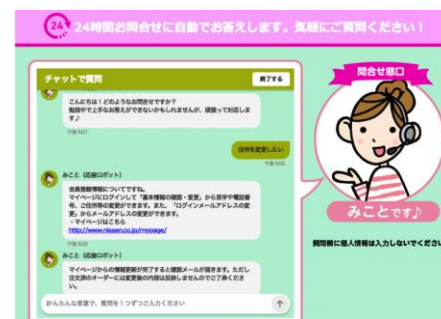 24 24時間お問合せに自動でお答えします。気軽にご質問ください！
チャットで質問
終了する
こんにちは！どのようなお問合せですか？
勉強中で上手なお答えができないかもしれませんが、頑張って対応しま
す♪
午後5:01
住所を変更したい
午後5:02
みこと（応援ロボット）
会員登録情報についてですね。
マイページにログインして「基本情報の確認・変更」から苗字や電話番
号、ご住所等の変更ができます。また、「ログインメールアドレスの変
更」からメールアドレスの変更ができます。
・マイページはこちら
http://www.nissen.co.jp/mypage/
午後5:02
みこと（応援ロボット）
マイページからの情報更新が完了すると確認メールが届きます。ただし
注文済のオーダーには変更後の内容は反映しませんのでご了承くださ
い。
かんたんな言葉で、質問を1つずつご入力ください
問合せ窓口
みことです♪
質問欄に個人情報は入力しないでくださ